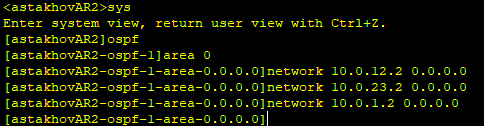 <astakhovAR2>sys
Enter system view, return user view with Ctrl+Z.
[astakhovAR2]ospf
[astakhovAR2-ospf-1]area 0
[astakhovAR2-ospf-1-area-0.0.0.0]network 10.0.12.2 0.0.0.0
[astakhovAR2-ospf-1-area-0.0.0.0]network 10.0.23.2 0.0.0.0
[astakhovAR2-ospf-1-area-0.0.0.0]network 10.0.1.2 0.0.0.0
[astakhovAR2-ospf-1-area-0.0.0.0]